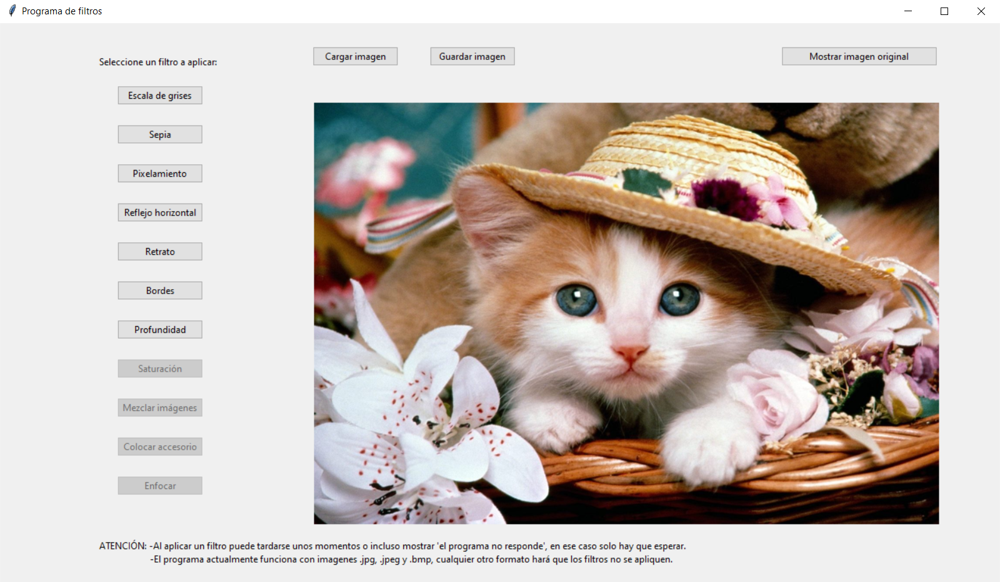 Programa de filtros
Seleccione un filtro a aplicar:
Cargar imagen
Guardar imagen
Mostrar imagen original
Escala de grises
Sepia
Pixelamiento
Reflejo horizontal
Retrato
Bordes
Profundidad
Saturación
Mezclar imágenes
Colocar accesorio
Enfocar
ATENCIÓN: -Al aplicar un filtro puede tardarse unos momentos o incluso mostrar 'el programa no responde', en ese caso solo hay que esperar.
-El programa actualmente funciona con imagenes .jpg, .jpeg y .bmp, cualquier otro formato hará que los filtros no se apliquen.